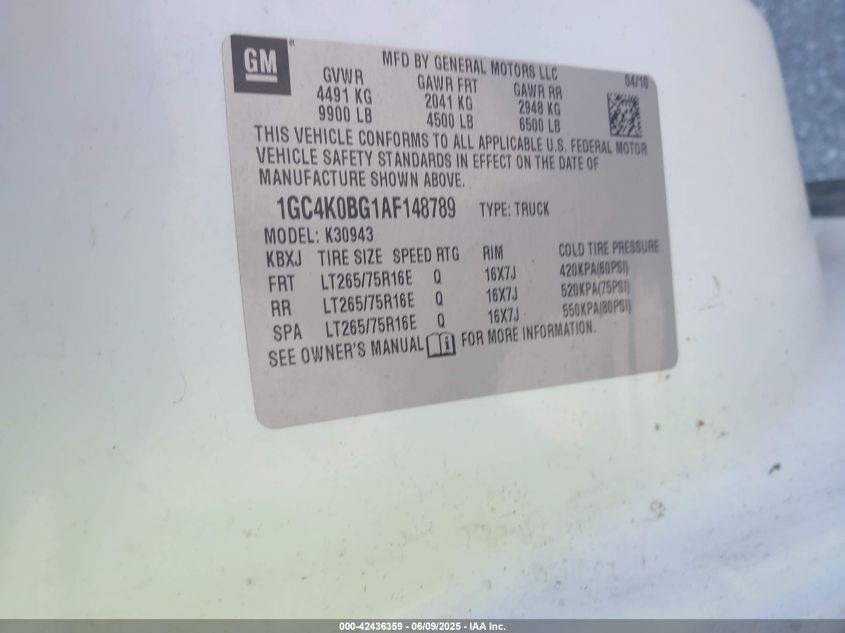 GM
MFD BY GENERAL MOTORS LLC
04/10
GVWR GAWR FRT GAWR RR
4491 KG 2041 KG 2948 KG
9900 LB 4500 LB 6500 LB
THIS VEHICLE CONFORMS TO ALL APPLICABLE U.S. FEDERAL MOTOR
VEHICLE SAFETY STANDARDS IN EFFECT ON THE DATE OF
MANUFACTURE SHOWN ABOVE.
1GC4K0BG1AF148789 TYPE: TRUCK
MODEL: K30943
KBXJ TIRE SIZE SPEED RTG RIM COLD TIRE PRESSURE
FRT LT265/75R16E Q 16X7J 420KPA(60PSI)
RR LT265/75R16E Q 16X7J 520KPA(75PSI)
SPA LT265/75R16E Q 16X7J 550KPA(80PSI)
SEE OWNER'S MANUAL FOR MORE INFORMATION.
000-42436359 - 06/09/2025 - IAA Inc.